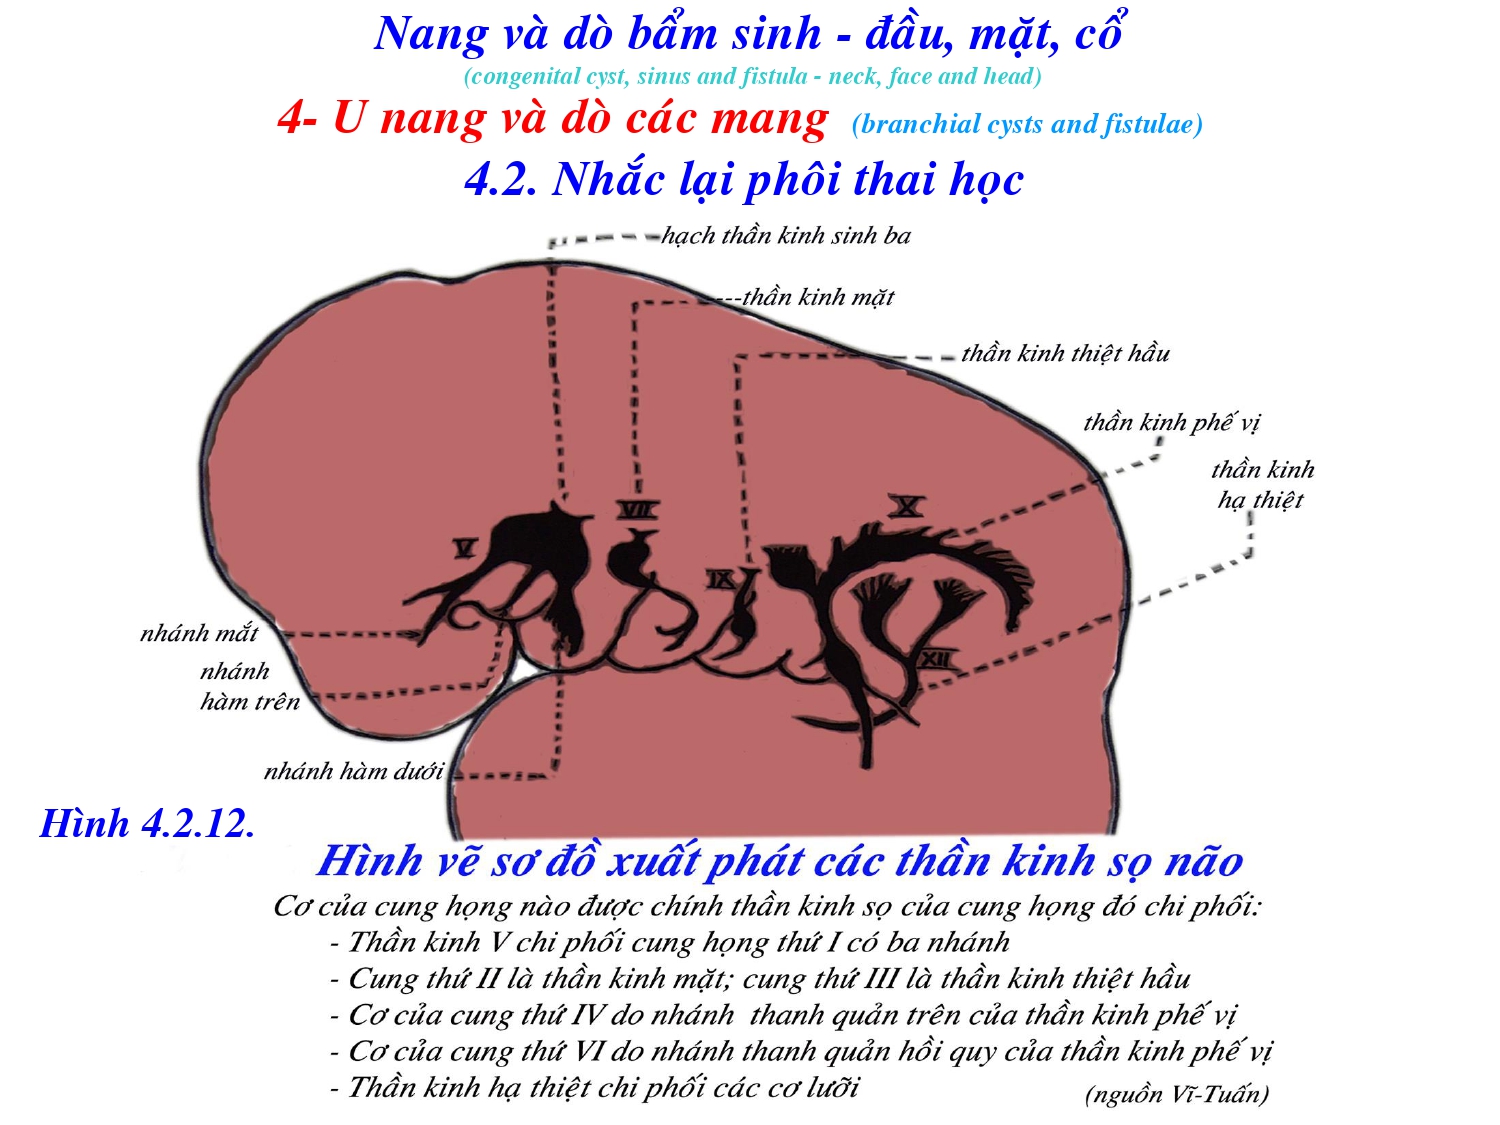 Nang và dò bẩm sinh - đầu, mặt, cổ
(congenital cyst, sinus and fistula - neck, face and head)
4- U nang và dò các mang (branchial cysts and fistulae)
4.2. Nhắc lại phôi thai học
hạch thần kinh sinh ba
thần kinh mặt
thần kinh thiệt hầu
thần kinh phế vị
thần kinh
hạ thiệt
X
VII
V
IX
XII
nhánh mắt
nhánh
hàm trên
nhánh hàm dưới
Hình 4.2.12.
Hình vẽ sơ đồ xuất phát các thần kinh sọ não
Cơ của cung họng nào được chính thần kinh sọ của cung họng đó chi phối:
- Thần kinh V chi phối cung họng thứ I có ba nhánh
- Cung thứ II là thần kinh mặt; cung thứ III là thần kinh thiệt hầu
- Cơ của cung thứ IV do nhánh thanh quản trên của thần kinh phế vị
- Cơ của cung thứ VI do nhánh thanh quản hồi quy của thần kinh phế vị
- Thần kinh hạ thiệt chi phối các cơ lưỡi
(nguồn Vĩ-Tuấn)